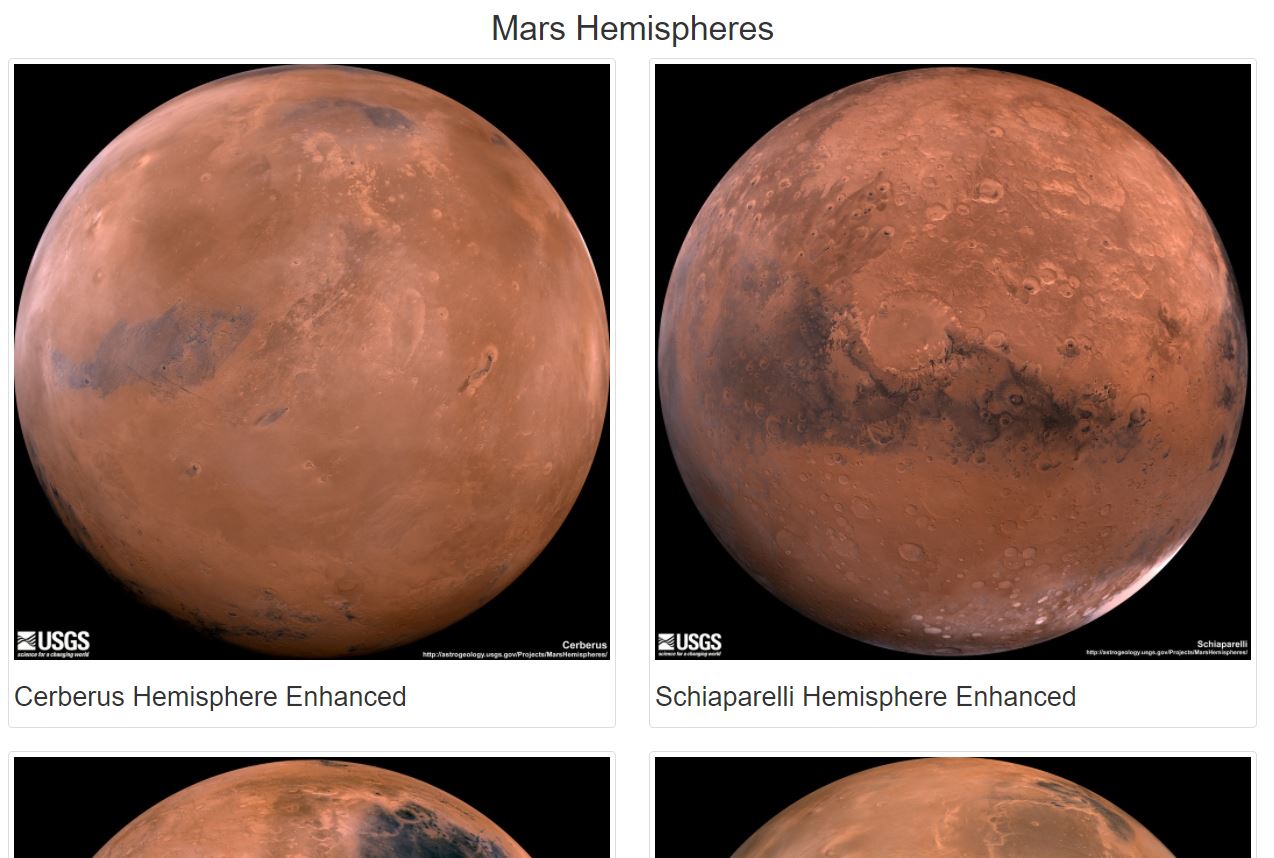 Mars Hemispheres
USGS
science for a changing world
Cerberus
http://astrogeology.usgs.gov/Projects/MarsHemispheres/
Cerberus Hemisphere Enhanced
USGS
science for a changing world
Schiaparelli
http://astrogeology.usgs.gov/Projects/MarsHemispheres/
Schiaparelli Hemisphere Enhanced